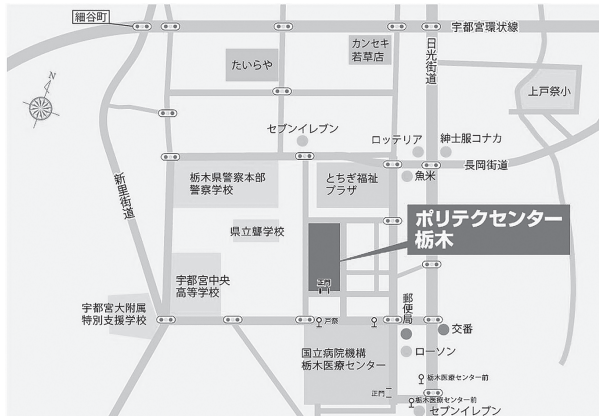 細谷町
宇都宮環状線
日光街道
カンセキ
若草店
たいらや
上戸祭小
N
セブンイレブン
ロッテリア
紳士服コナカ
長岡街道
魚米
新里街道
栃木県警察本部
警察学校
とちぎ福祉
プラザ
ポリテクセンター
栃木
県立聾学校
宇都宮中央
高等学校
正門
宇都宮大附属
特別支援学校
戸祭
郵便局
交番
国立病院機構
栃木医療センター
ローソン
栃木医療センター前
正門
栃木医療センター前
セブンイレブン